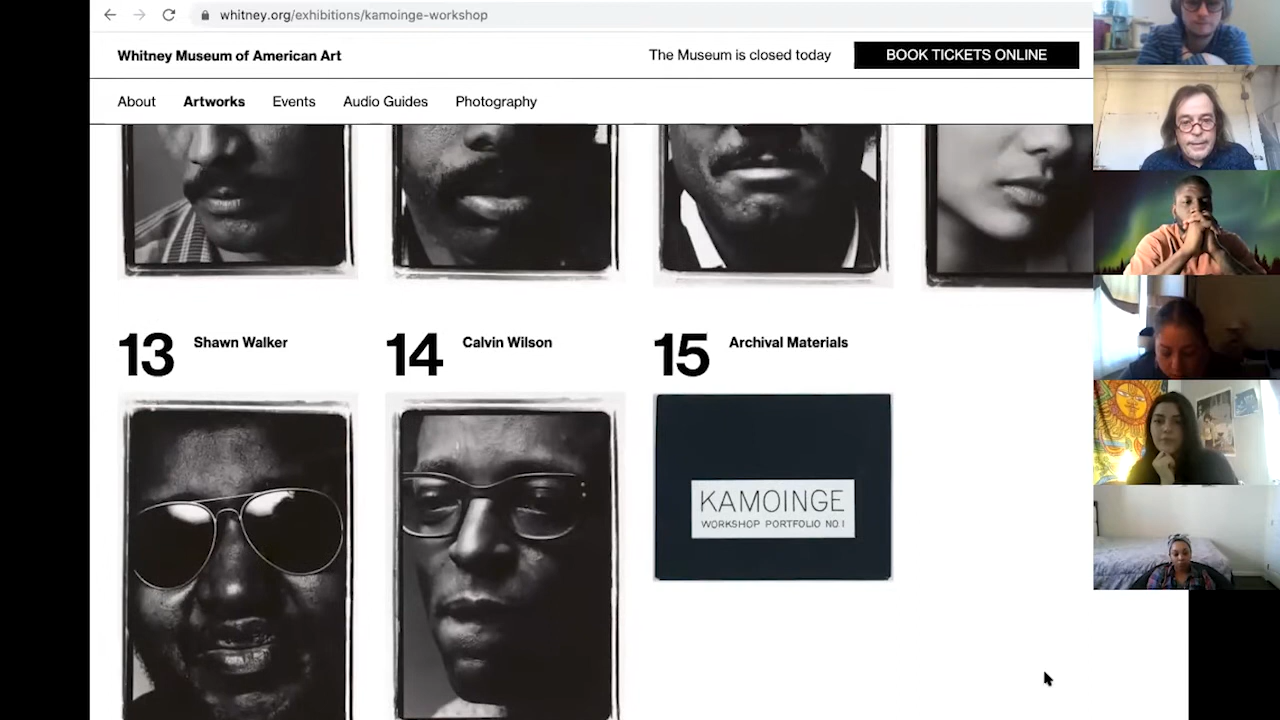 whitney.org/exhibitions/kamoinge-workshop
Whitney Museum of American Art
The Museum is closed today
BOOK TICKETS ONLINE
About
Artworks
Events
Audio Guides
Photography
13 Shawn Walker
14 Calvin Wilson
15 Archival Materials
KAMOINGE
WORKSHOP PORTFOLIO NO.1